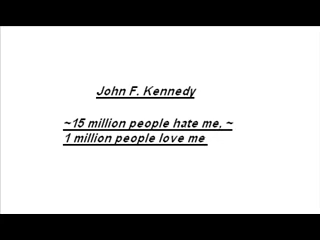 John F. Kennedy
~15 million people hate me, ~
1 million people love me